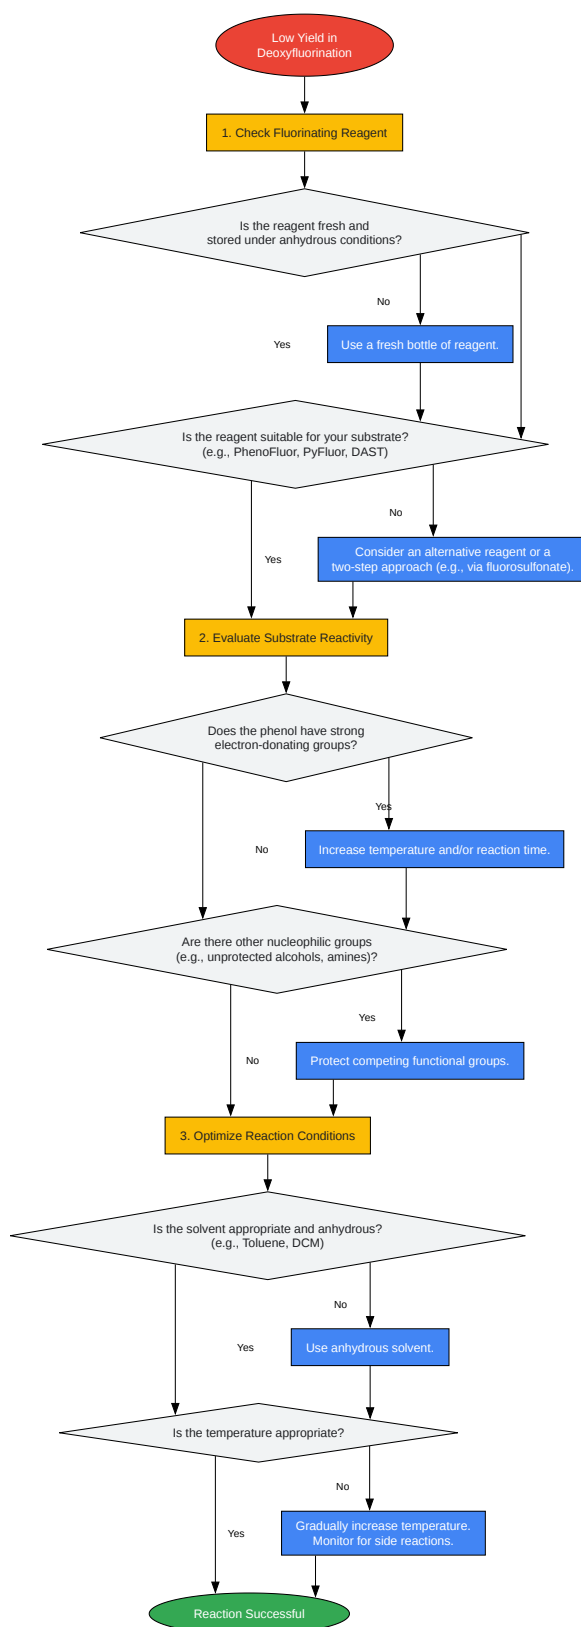 Low Yield in
Deoxyfluorination
1. Check Fluorinating Reagent
Is the reagent fresh and
stored under anhydrous conditions?
No
Yes
Use a fresh bottle of reagent.
Is the reagent suitable for your substrate?
(e.g., PhenoFluor, PyFluor, DAST)
No
Yes
Consider an alternative reagent or a
two-step approach (e.g., via fluorosulfonate).
2. Evaluate Substrate Reactivity
Does the phenol have strong
electron-donating groups?
Yes
No
Increase temperature and/or reaction time.
Are there other nucleophilic groups
(e.g., unprotected alcohols, amines)?
Yes
No
Protect competing functional groups.
3. Optimize Reaction Conditions
Is the solvent appropriate and anhydrous?
(e.g., Toluene, DCM)
No
Yes
Use anhydrous solvent.
Is the temperature appropriate?
No
Yes
Gradually increase temperature.
Monitor for side reactions.
Reaction Successful